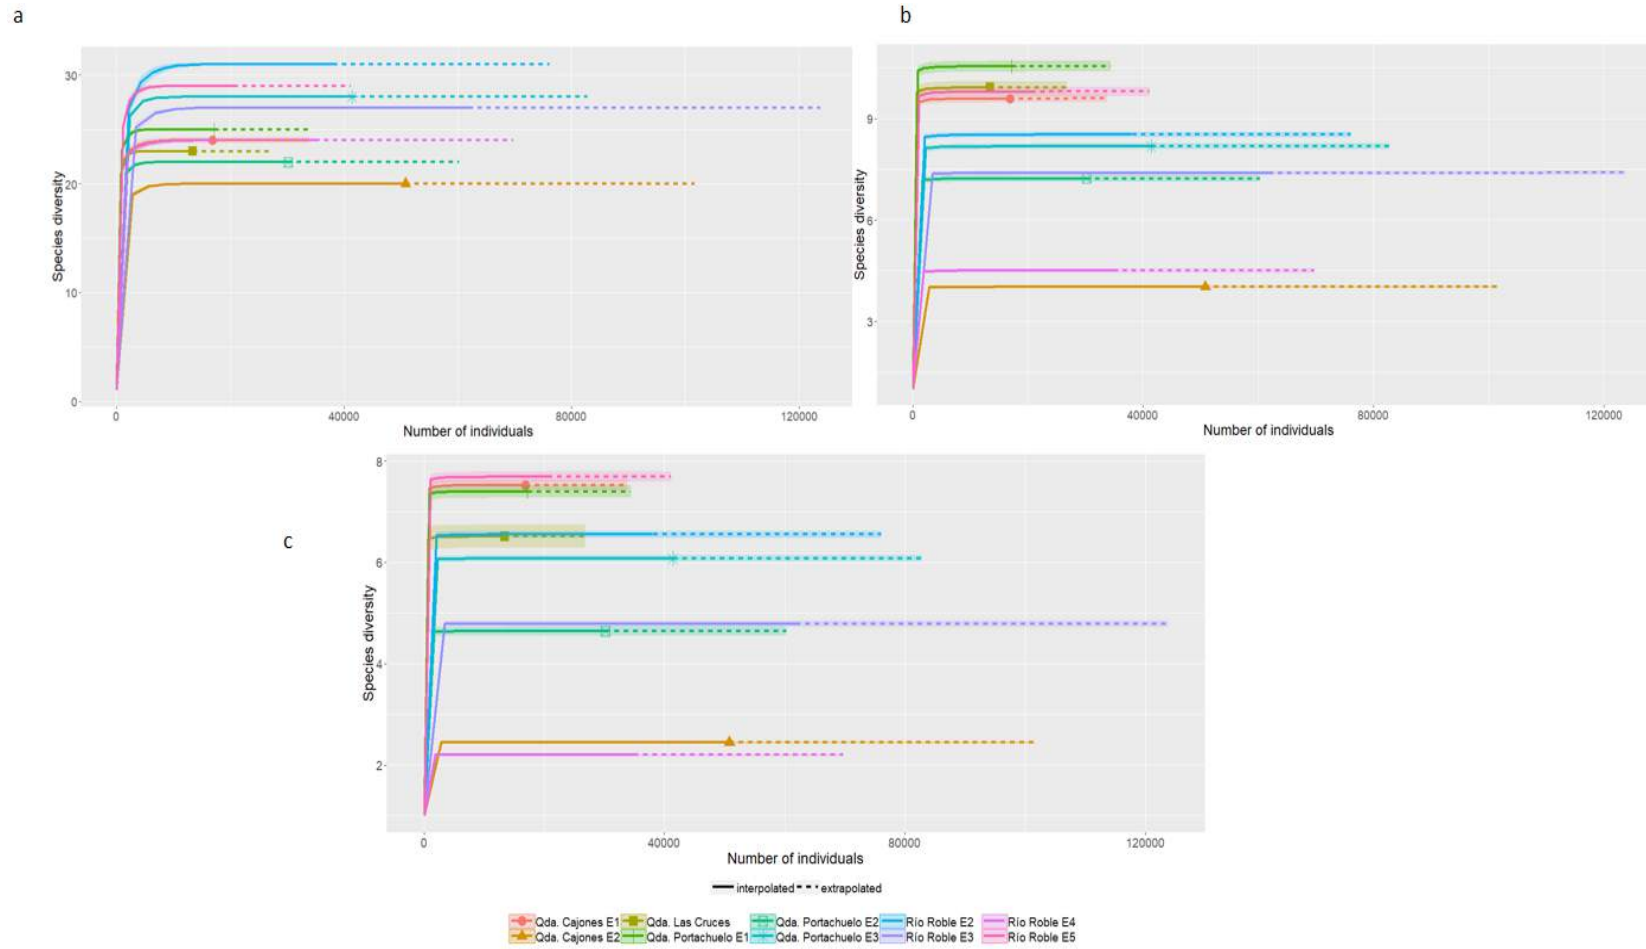 a
30
20
10
0
Species diversity
0 40000 80000 120000
Number of individuals
b
9
6
3
Species diversity
0 40000 80000 120000
Number of individuals
c
8
6
4
2
Species diversity
0 40000 80000 120000
Number of individuals
interpolated extrapolated
Qda. Cajones E1 Qda. Las Cruces Qda. Portachuelo E2 Río Roble E2 Río Roble E4
Qda. Cajones E2 Qda. Portachuelo E1 Qda. Portachuelo E3 Río Roble E3 Río Roble E5